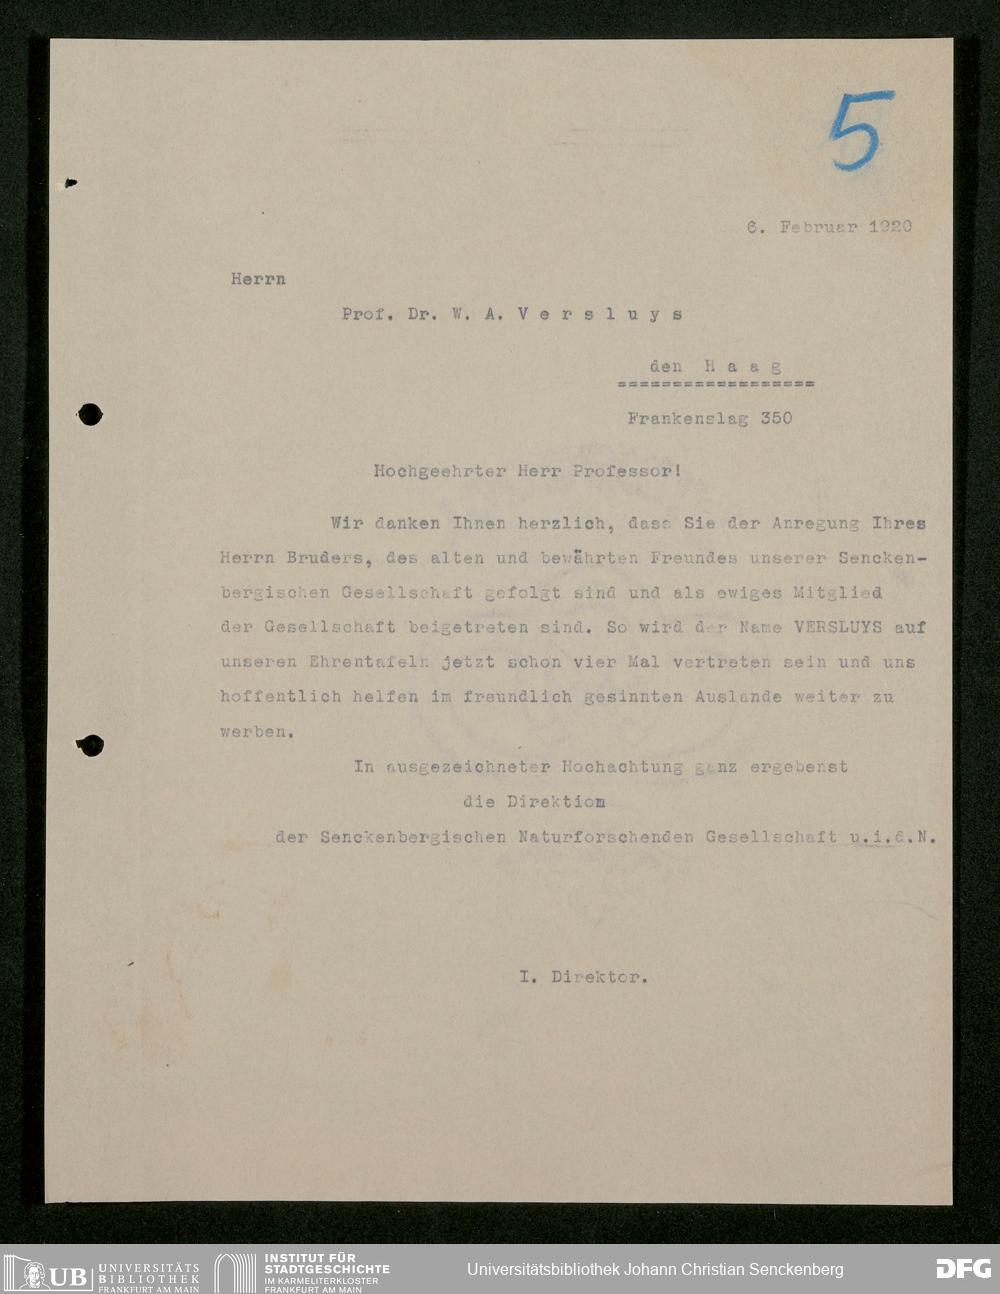 5
6. Februar 1920
Herrn
Prof. Dr. W. A. V e r s l u y s
den H a a g
==================
Frankenslag 350
Hochgeehrter Herr Professor!
Wir danken Ihnen herzlich, dass Sie der Anregung Ihres
Herrn Bruders, des alten und bewährten Freundes unserer Sencken-
bergischen Gesellschaft gefolgt sind und als ewiges Mitglied
der Gesellschaft beigetreten sind. So wird der Name VERSLUYS auf
unseren Ehrentafeln jetzt schon vier Mal vertreten sein und uns
hoffentlich helfen im freundlich gesinnten Auslande weiter zu
werben.
In ausgezeichneter Hochachtung ganz ergebenst
die Direktion
der Senckenbergischen Naturforschenden Gesellschaft u.i.d.N.
I. Direktor.
UB UNIVERSITÄTS
BIBLIOTHEK
FRANKFURT AM MAIN
INSTITUT FÜR
STADTGESCHICHTE
IM KARMELITERKLOSTER
FRANKFURT AM MAIN
Universitätsbibliothek Johann Christian Senckenberg
DFG